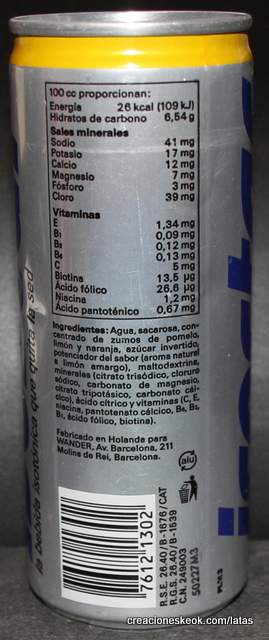 100 cc proporcionan:
Energía 26 kcal (109 kJ)
Hidratos de carbono 6,54 g
Sales minerales
Sodio 41 mg
Potasio 17 mg
Calcio 12 mg
Magnesio 7 mg
Fósforo 3 mg
Cloro 39 mg
Vitaminas
E 1,34 mg
B₁ 0,09 mg
B₂ 0,12 mg
B₆ 0,13 mg
C 5 mg
Biotina 13,5 µg
Ácido fólico 26,6 µg
Niacina 1,2 mg
Ácido pantoténico 0,67 mg
Ingredientes: Agua, sacarosa, con-
centrado de zumos de pomelo,
limón y naranja, azúcar invertido,
potenciador del sabor (aroma natural
a limón amargo), maltodextrina,
minerales (citrato trisódico, cloruro
sódico, carbonato de magnesio,
citrato tripotásico, carbonato cál-
cico), ácido cítrico y vitaminas (C, E,
niacina, pantotenato cálcico, B₆, B₂,
B₁, ácido fólico, biotina).
Fabricado en Holanda para
WANDER, Av. Barcelona, 211
Molins de Rei, Barcelona.
la bebida isotónica que quita la sed
alu
7612 1302
R.S.E. 26.40/B-1676/CAT
R.G.S. 26.40/B-1539
C.N. 249003
50227M3
isostar
creacioneskeok.com/latas